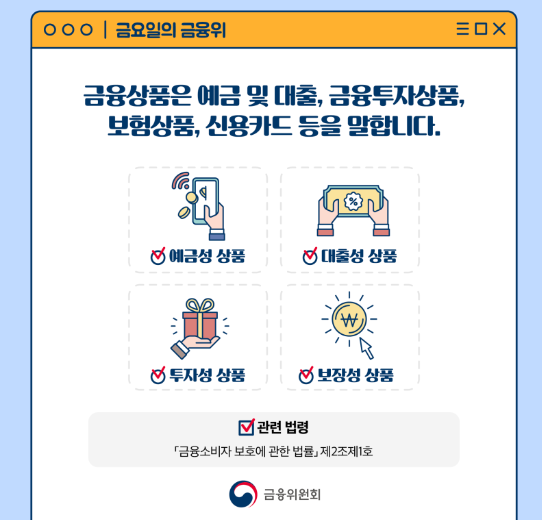 금요일의 금융위
금융상품은 예금 및 대출, 금융투자상품,
보험상품, 신용카드 등을 말합니다.
%
예금성 상품
대출성 상품
₩
투자성 상품
보장성 상품
관련 법령
「금융소비자 보호에 관한 법률」 제2조제1호
금융위원회